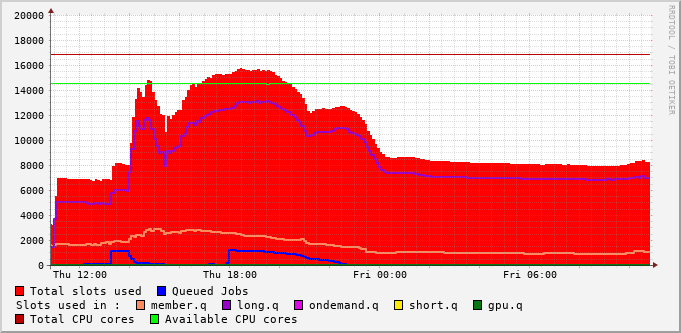 20000
18000
16000
14000
12000
10000
8000
6000
4000
2000
0
Thu 12:00 Thu 18:00 Fri 00:00 Fri 06:00
RRDTOOL / TOBI OETIKER
Total slots used Queued Jobs
Slots used in : member.q long.q ondemand.q short.q gpu.q
Total CPU cores Available CPU cores